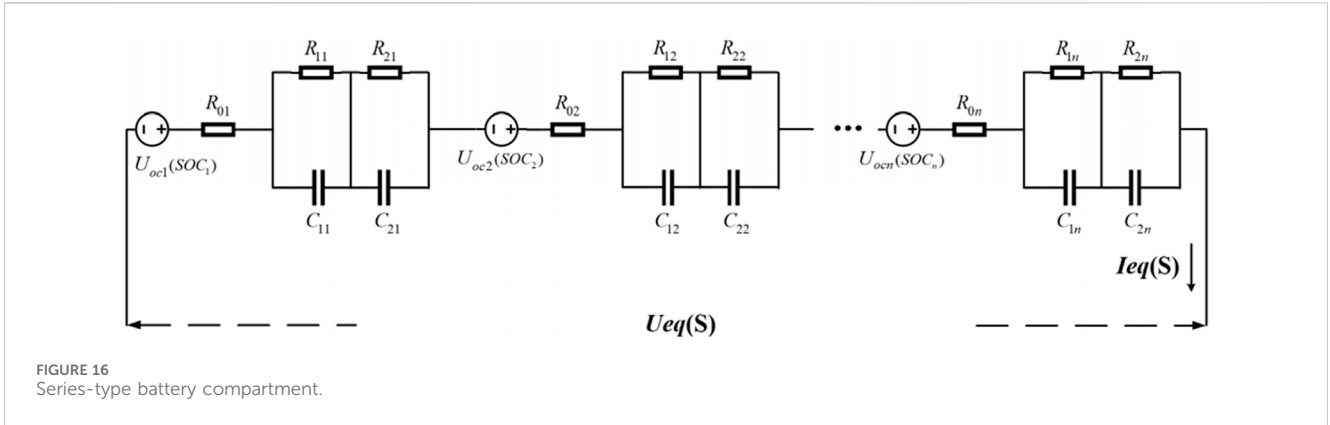 R11 R21 R12 R22 R1n R2n
R01 R02 R0n
Uoc1(SOC1) Uoc2(SOC2) ••• Uocn(SOCn)
C11 C21 C12 C22 C1n C2n
Ieq(S)
Ueq(S)
FIGURE 16
Series-type battery compartment.